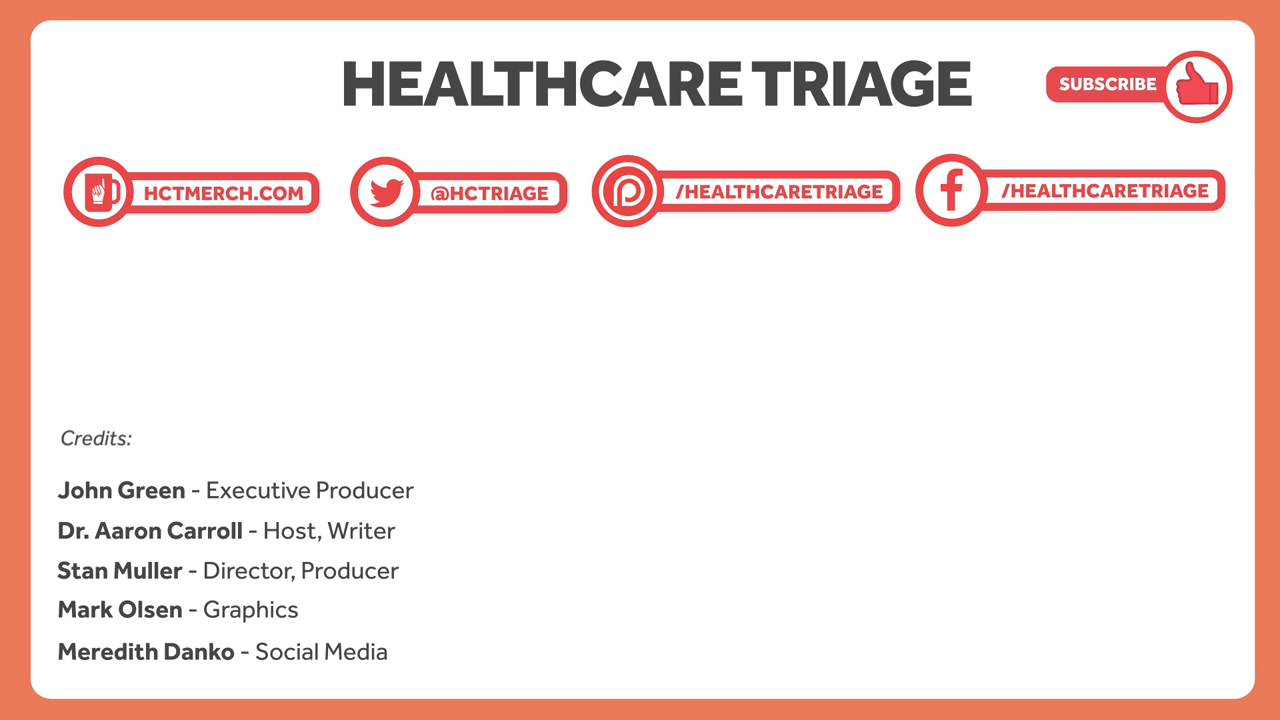 HEALTHCARE TRIAGE
SUBSCRIBE
HCTMERCH.COM
@HCTRIAGE
/HEALTHCARETRIAGE
/HEALTHCARETRIAGE
Credits:
John Green - Executive Producer
Dr. Aaron Carroll - Host, Writer
Stan Muller - Director, Producer
Mark Olsen - Graphics
Meredith Danko - Social Media